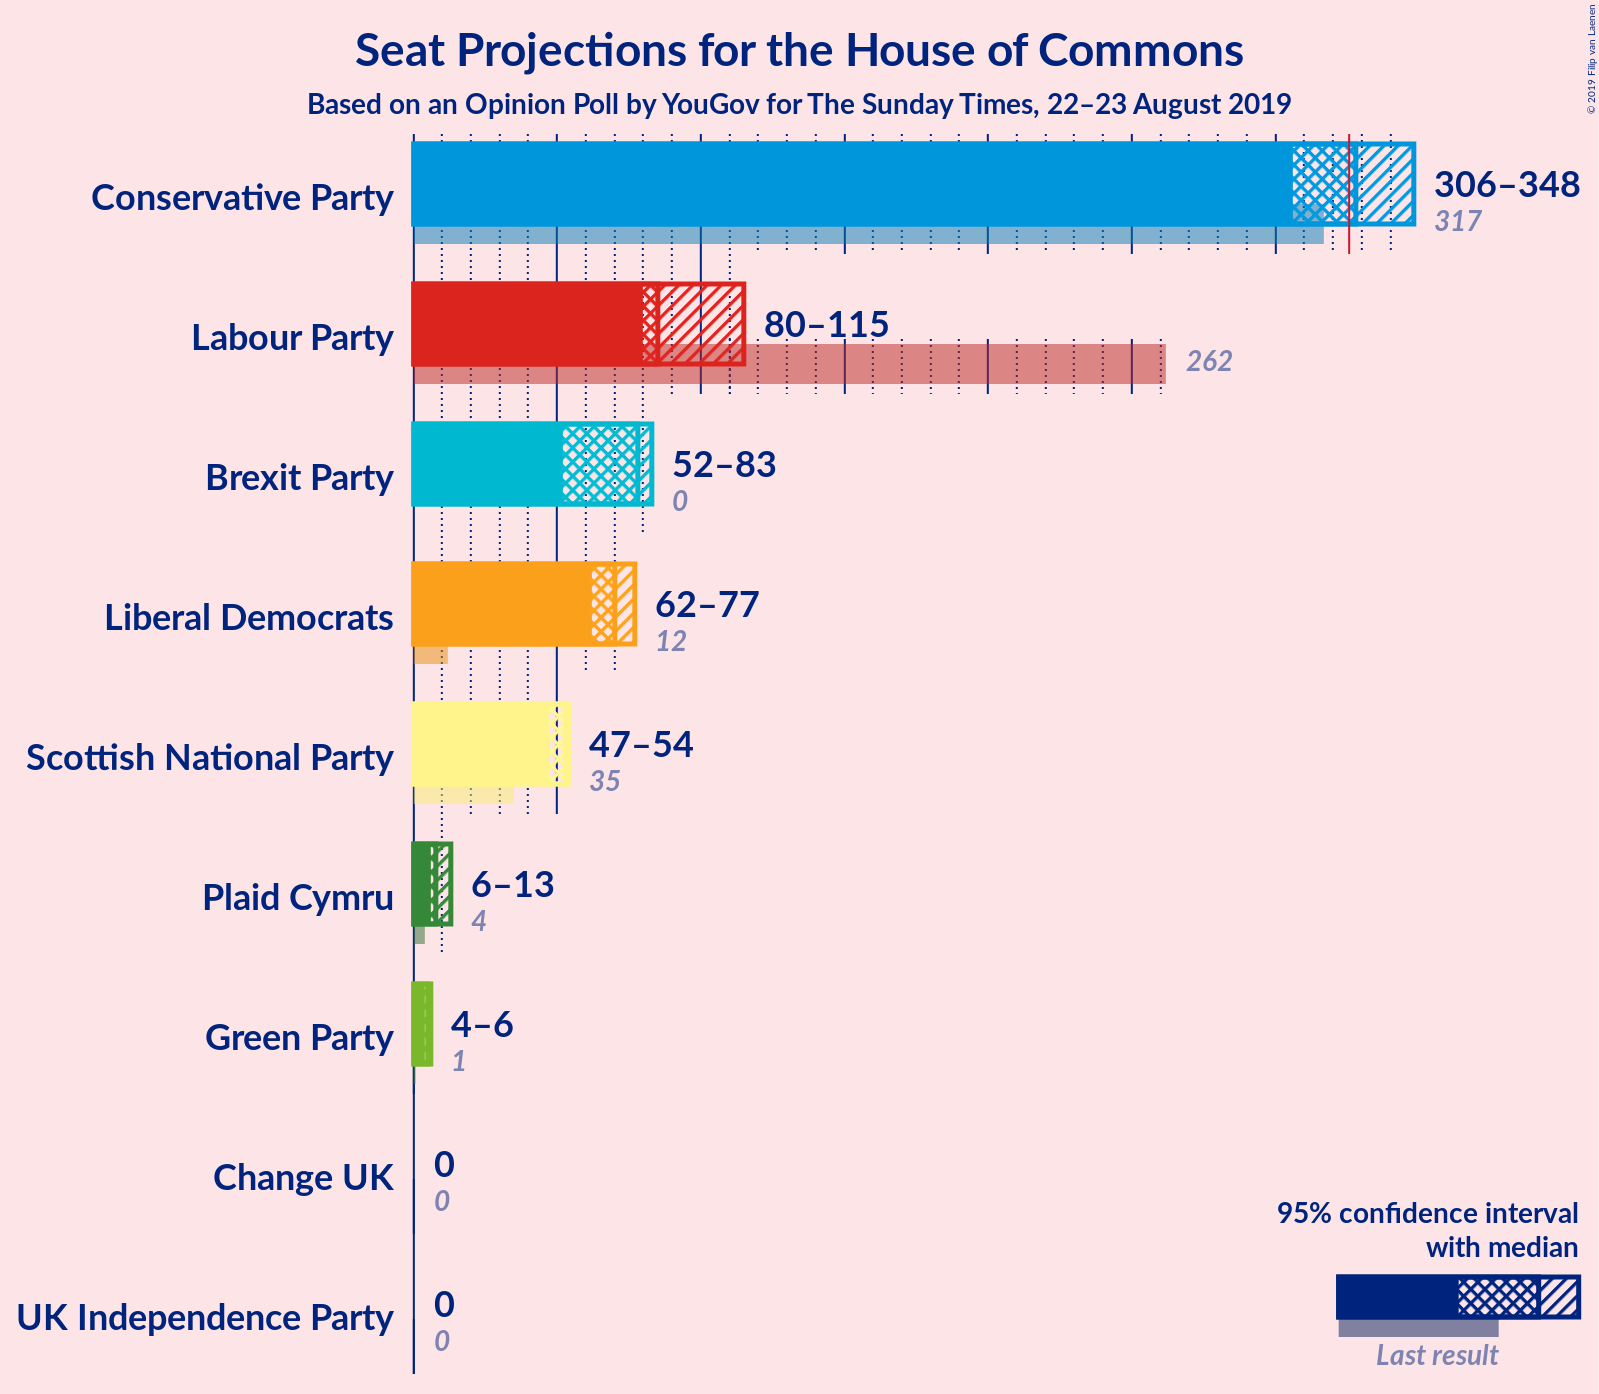 Seat Projections for the House of Commons
Based on an Opinion Poll by YouGov for The Sunday Times, 22–23 August 2019
© 2019 Filip van Laenen
Conservative Party
306–348
317
Labour Party
80–115
262
Brexit Party
52–83
0
Liberal Democrats
62–77
12
Scottish National Party
47–54
35
Plaid Cymru
6–13
4
Green Party
4–6
1
Change UK
0
0
UK Independence Party
0
0
95% confidence interval
with median
Last result